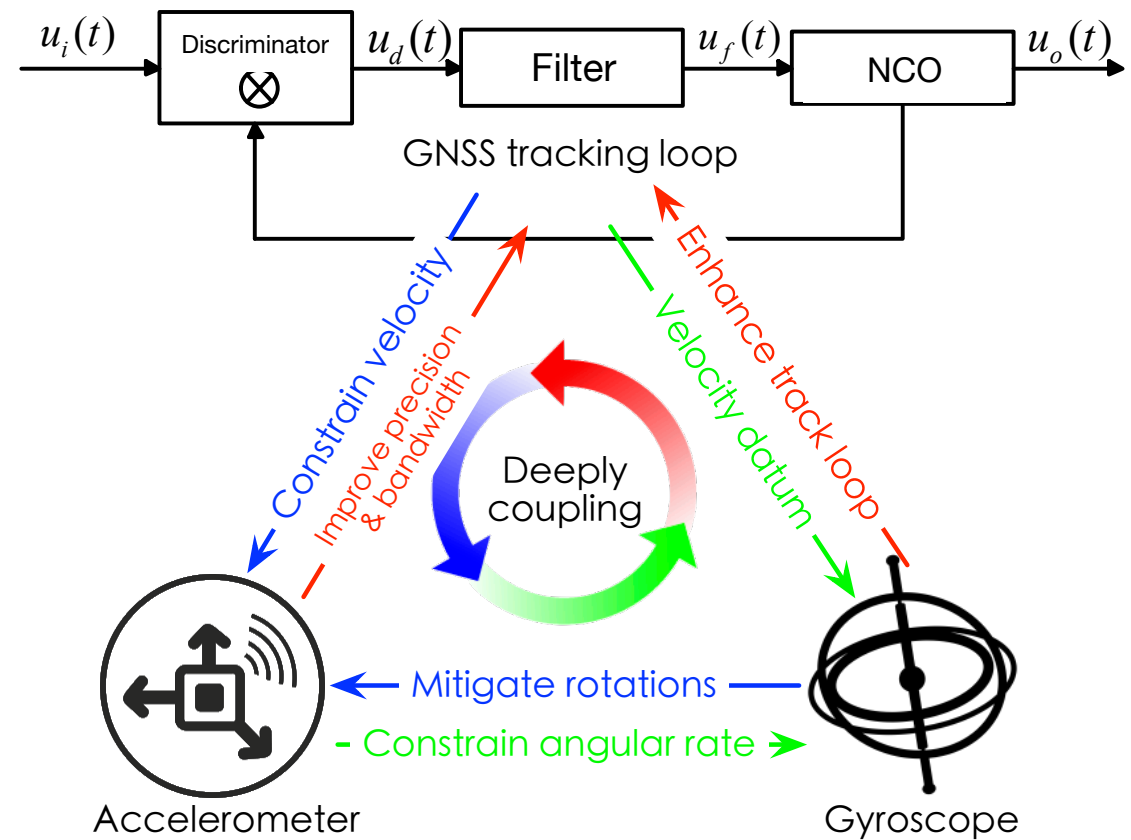 u_i(t)
Discriminator
u_d(t)
Filter
u_f(t)
NCO
u_o(t)
GNSS tracking loop
Constrain velocity
Improve precision
& bandwidth
Velocity datum
Enhance track loop
Deeply
coupling
Mitigate rotations
Constrain angular rate
Accelerometer
Gyroscope